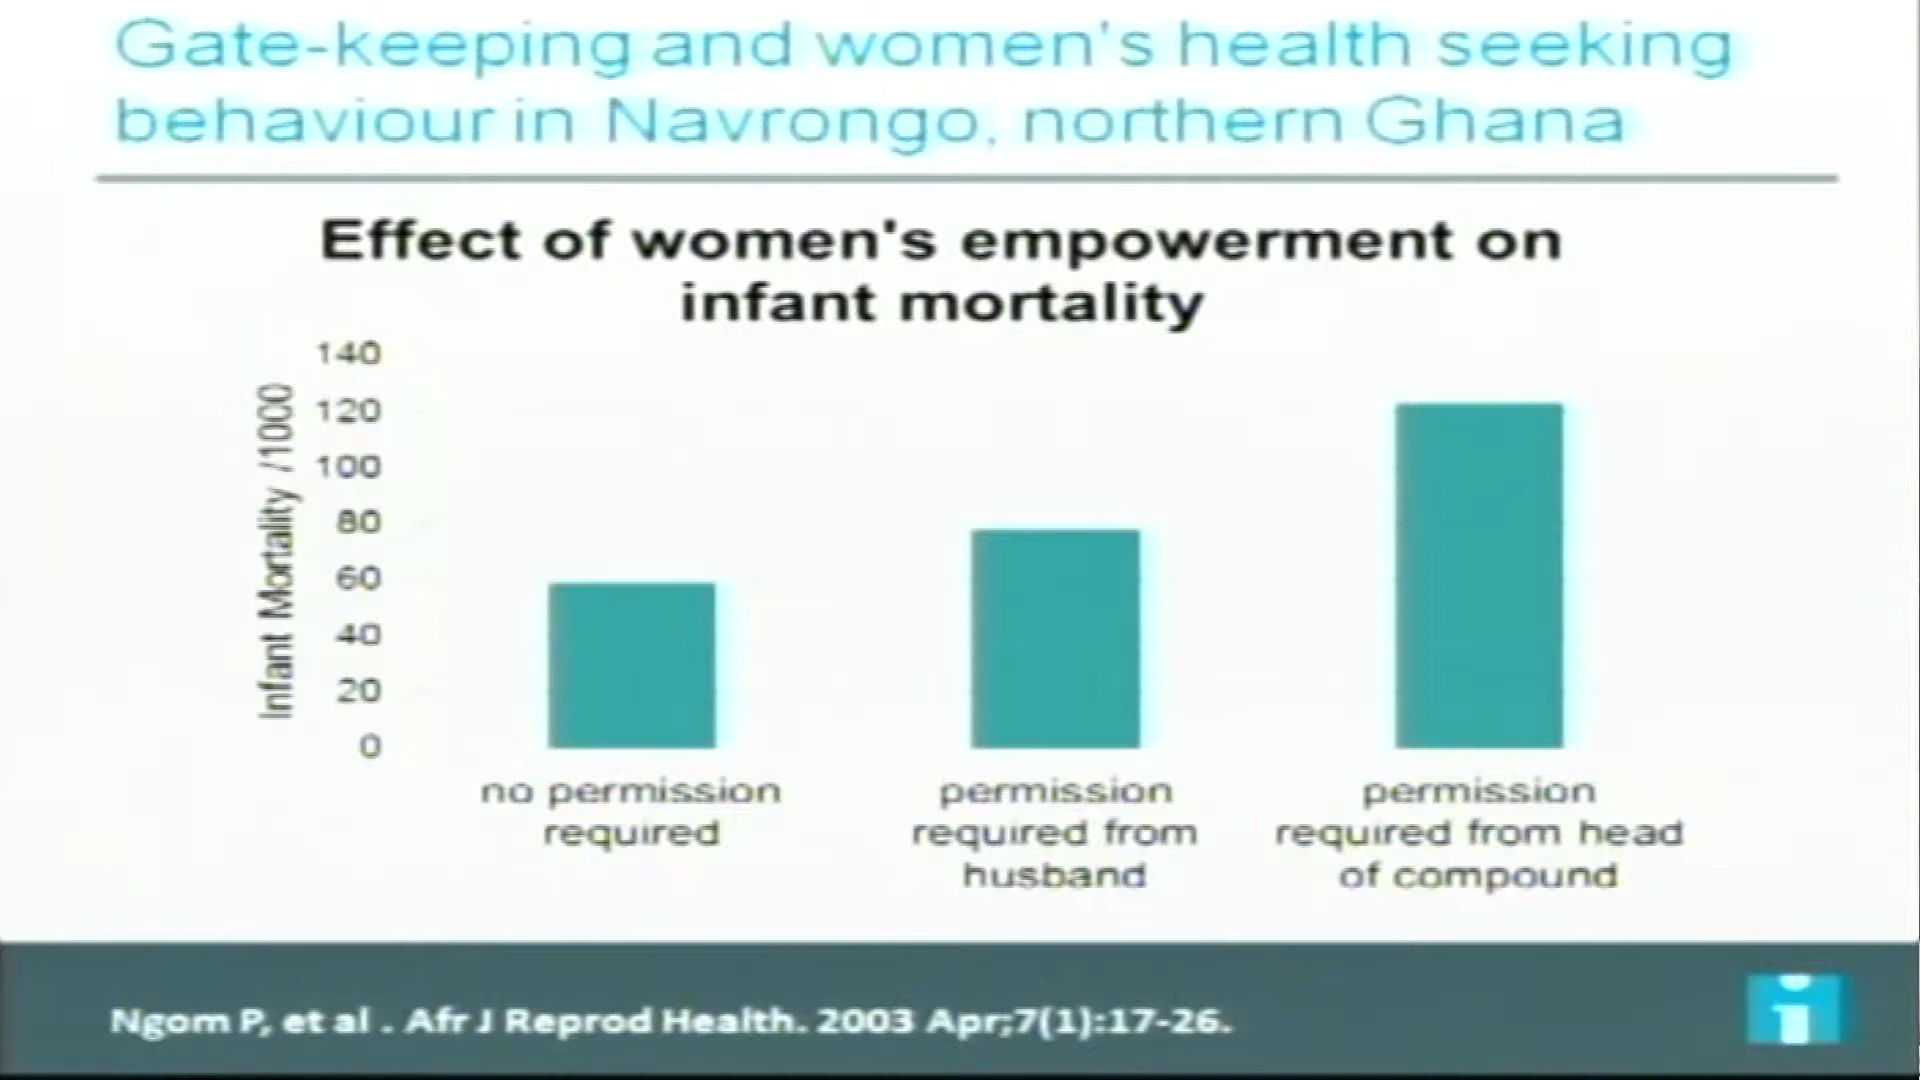 Gate-keeping and women's health seeking
behaviour in Navrongo, northern Ghana
Effect of women's empowerment on
infant mortality
Infant Mortality /1000
140
120
100
80
60
40
20
0
no permission
required
permission
required from
husband
permission
required from head
of compound
Ngom P, et al . Afr J Reprod Health. 2003 Apr;7(1):17-26.
i